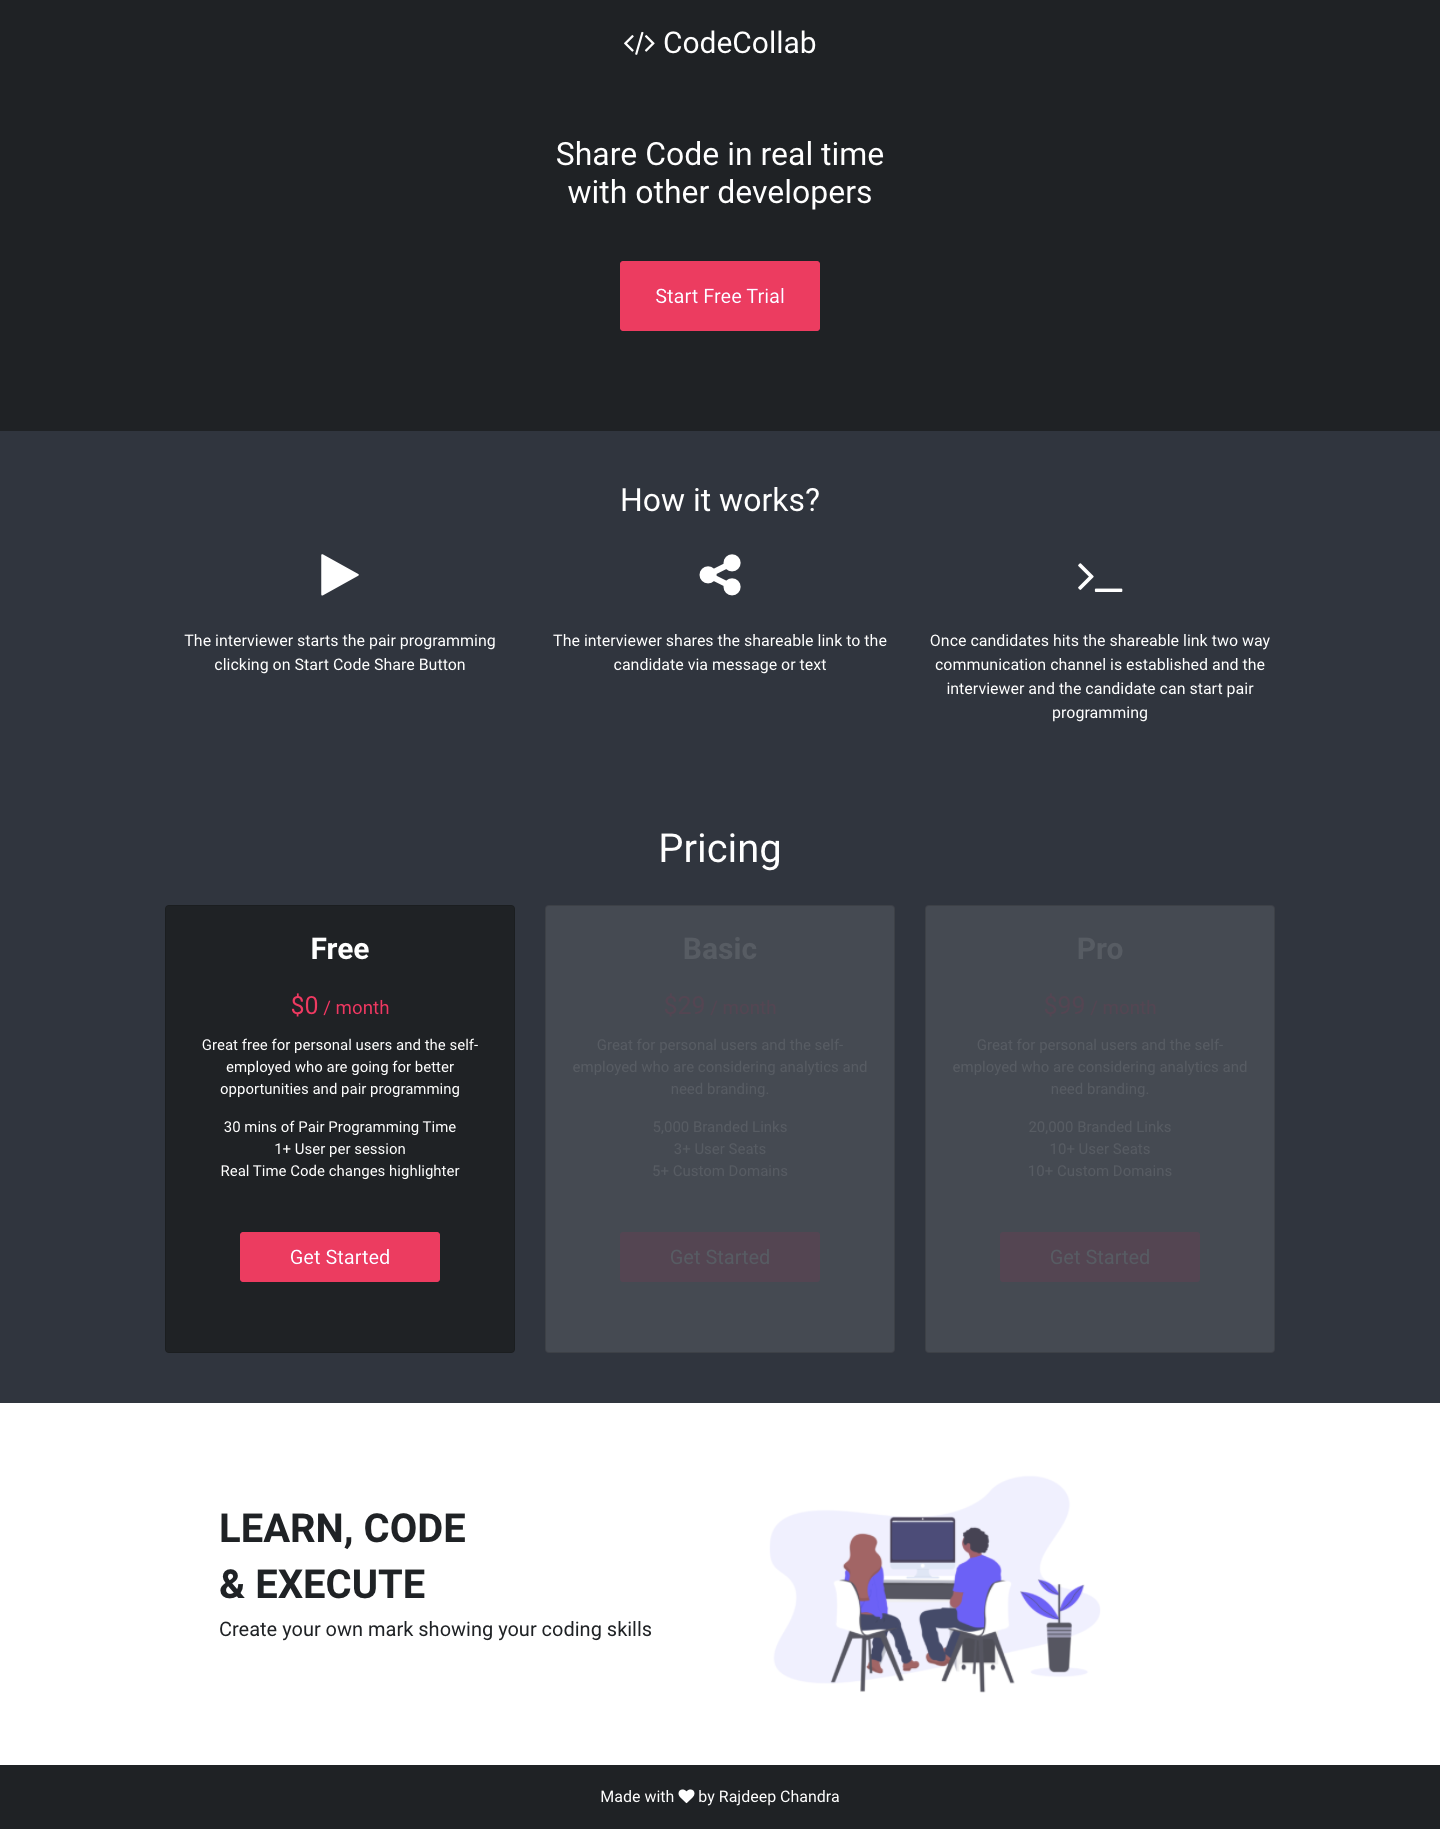 CodeCollab
Share Code in real time
with other developers
Start Free Trial
How it works?
The interviewer starts the pair programming
clicking on Start Code Share Button
The interviewer shares the shareable link to the
candidate via message or text
Once candidates hits the shareable link two way
communication channel is established and the
interviewer and the candidate can start pair
programming
Pricing
Free
$0 / month
Great free for personal users and the self-
employed who are going for better
opportunities and pair programming
30 mins of Pair Programming Time
1+ User per session
Real Time Code changes highlighter
Get Started
Basic
/ month
Great for personal users and the self-
employed who are considering analytics and
need branding.
5,000 Branded Links
3+ User Seats
5+ Custom Domains
Get Started
Pro
/ month
Great for personal users and the self-
employed who are considering analytics and
need branding.
20,000 Branded Links
10+ User Seats
10+ Custom Domains
Get Started
LEARN, CODE
& EXECUTE
Create your own mark showing your coding skills
Made with by Rajdeep Chandra